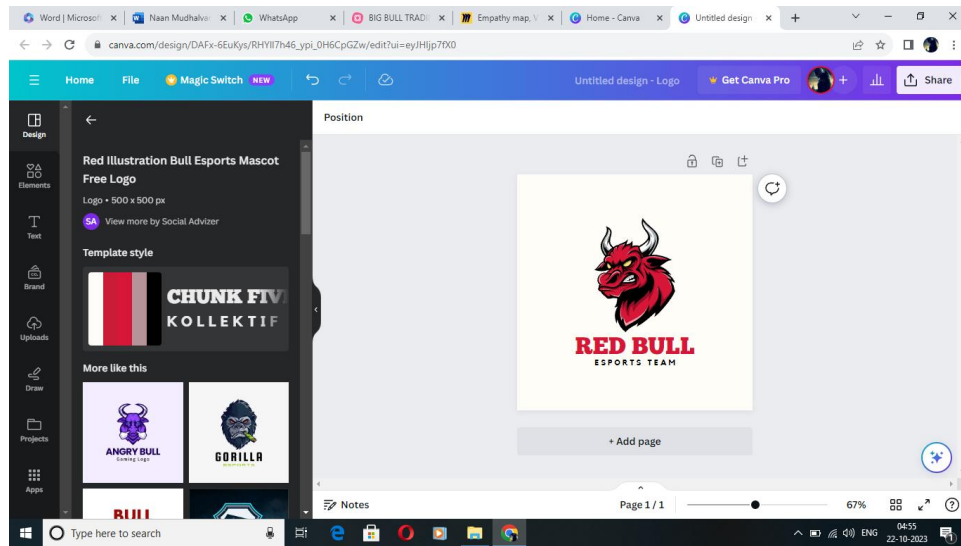 Word | Microsof
Naan Mudhalva
WhatsApp
BIG BULL TRADI
Empathy map, V
Home - Canva
Untitled design
canva.com/design/DAFx-6EuKys/RHYIl7h46_ypi_0H6CpGZw/edit?ui=eyJHIjp7fX0
Home
File
Magic Switch
NEW
Untitled design - Logo
Get Canva Pro
Share
Design
Elements
Text
Brand
Uploads
Draw
Projects
Apps
Red Illustration Bull Esports Mascot
Free Logo
Logo • 500 x 500 px
SA View more by Social Advizer
Template style
CHUNK FIV
KOLLEKTIF
More like this
ANGRY BULL
Gaming Logo
GORILLA
ESPORTS
BULL
Position
RED BULL
ESPORTS TEAM
+ Add page
Notes
Page 1 / 1
67%
Type here to search
ENG
04:55
22-10-2023